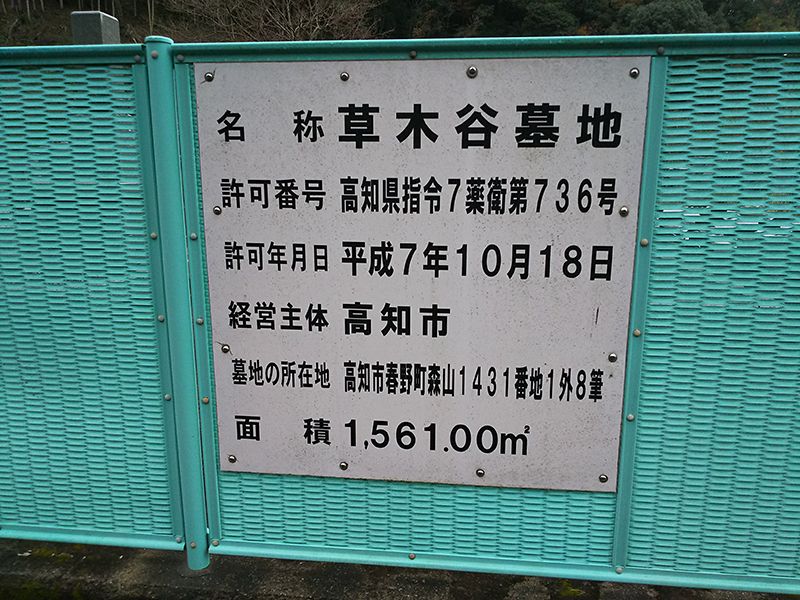 名 称 草木谷墓地
許可番号 高知県指令7薬衛第736号
許可年月日 平成7年10月18日
経営主体 高知市
墓地の所在地 高知市春野町森山1431番地1外8筆
面 積 1,561.00㎡